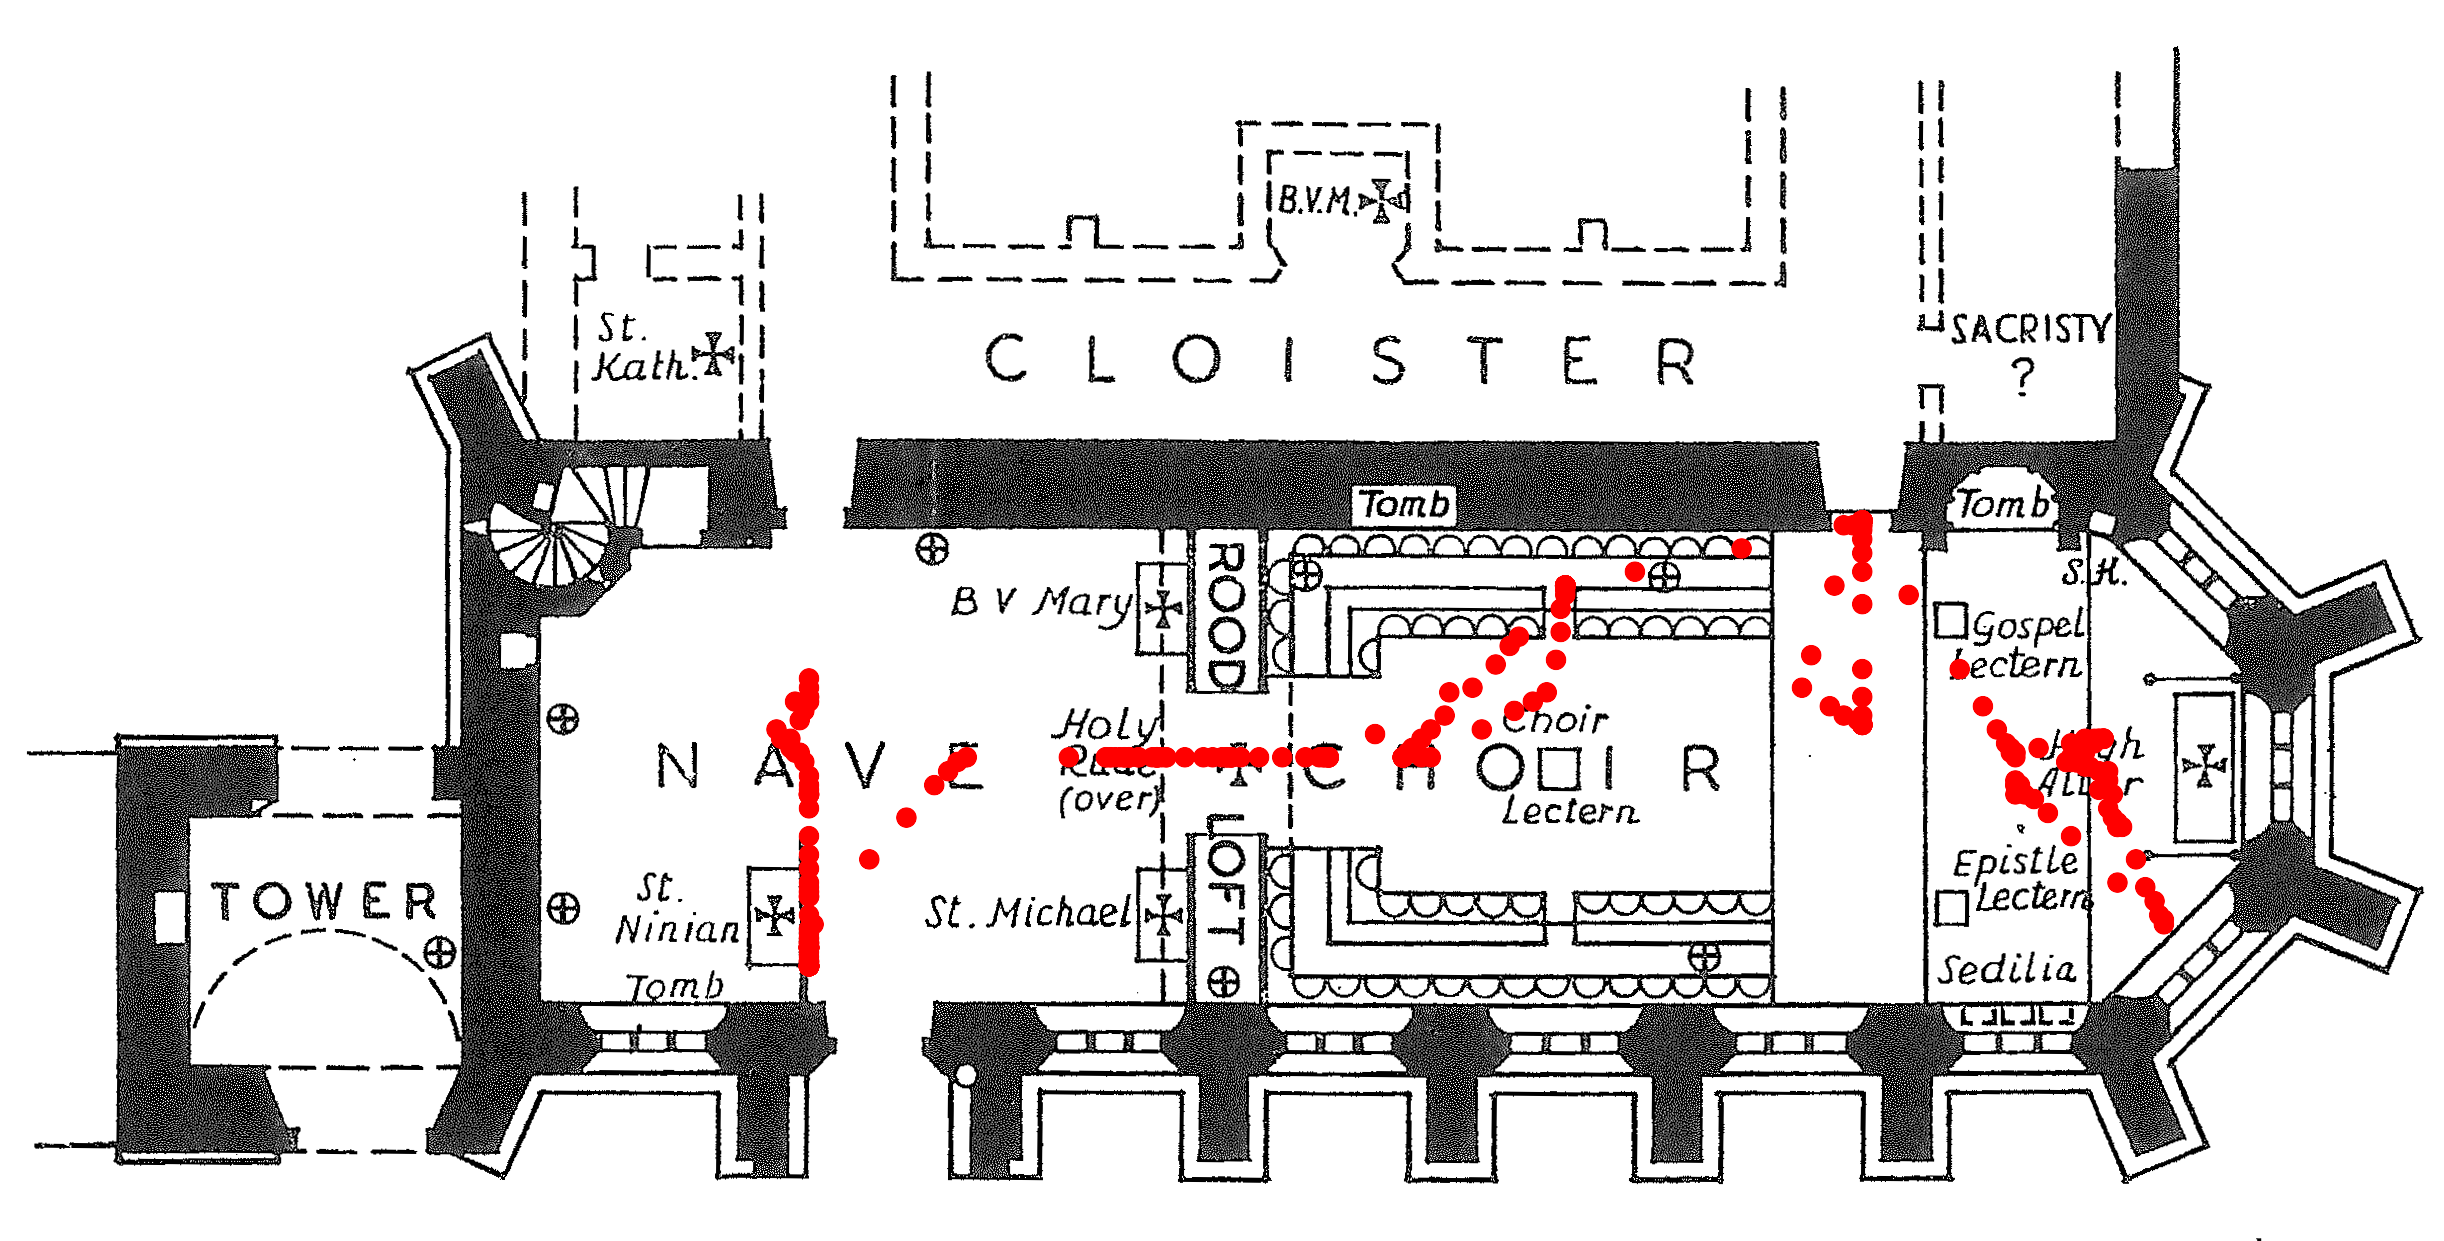 B.V.M.
St.
Kath.
CLOISTER
SACRISTY
?
Tomb
Tomb
ROOD
S.H.
B V Mary
Gospel
Lectern
Holy
Rude
(over)
NAVE
CHOIR
Choir
Lectern
High
Altar
LOFT
TOWER
St.
Ninian
St. Michael
Epistle
Lectern
Tomb
Sedilia